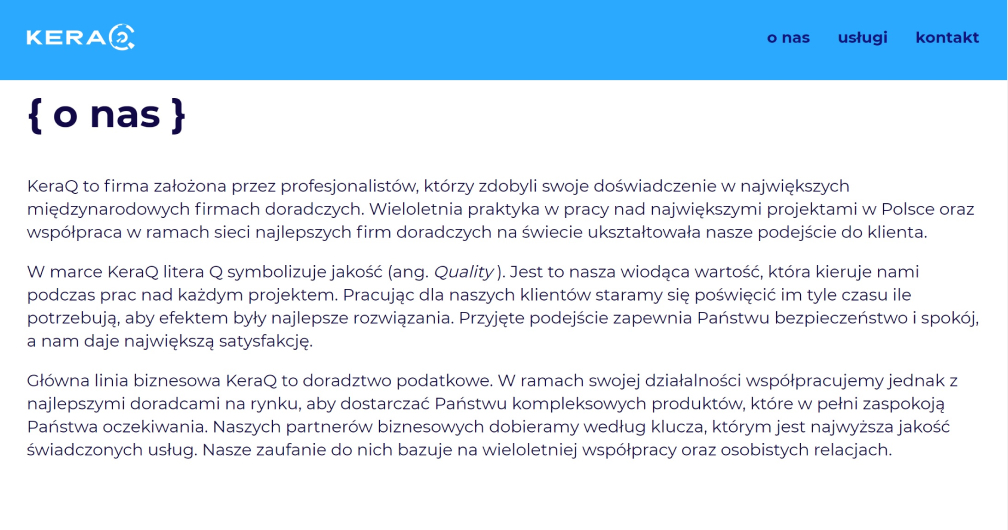 KERAQ
o nas usługi kontakt
{ o nas }
KeraQ to firma założona przez profesjonalistów, którzy zdobyli swoje doświadczenie w największych
międzynarodowych firmach doradczych. Wieloletnia praktyka w pracy nad największymi projektami w Polsce oraz
współpraca w ramach sieci najlepszych firm doradczych na świecie ukształtowała nasze podejście do klienta.
W marce KeraQ litera Q symbolizuje jakość (ang. Quality ). Jest to nasza wiodąca wartość, która kieruje nami
podczas prac nad każdym projektem. Pracując dla naszych klientów staramy się poświęcić im tyle czasu ile
potrzebują, aby efektem były najlepsze rozwiązania. Przyjęte podejście zapewnia Państwu bezpieczeństwo i spokój,
a nam daje największą satysfakcję.
Główna linia biznesowa KeraQ to doradztwo podatkowe. W ramach swojej działalności współpracujemy jednak z
najlepszymi doradcami na rynku, aby dostarczać Państwu kompleksowych produktów, które w pełni zaspokoją
Państwa oczekiwania. Naszych partnerów biznesowych dobieramy według klucza, którym jest najwyższa jakość
świadczonych usług. Nasze zaufanie do nich bazuje na wieloletniej współpracy oraz osobistych relacjach.